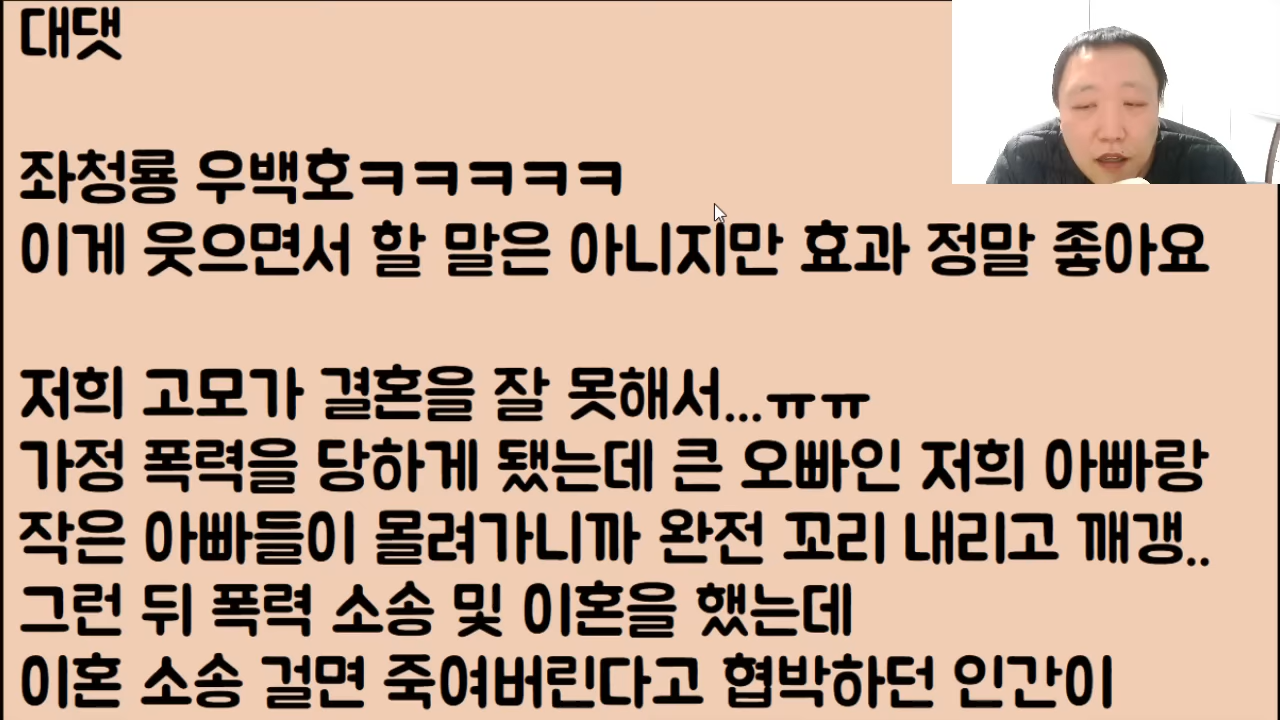 대댓
좌청룡 우백호ㅋㅋㅋㅋㅋ
이게 웃으면서 할 말은 아니지만 효과 정말 좋아요
저희 고모가 결혼을 잘 못해서...ㅠㅠ
가정 폭력을 당하게 됐는데 큰 오빠인 저희 아빠랑
작은 아빠들이 몰려가니까 완전 꼬리 내리고 깨갱..
그런 뒤 폭력 소송 및 이혼을 했는데
이혼 소송 걸면 죽여버린다고 협박하던 인간이